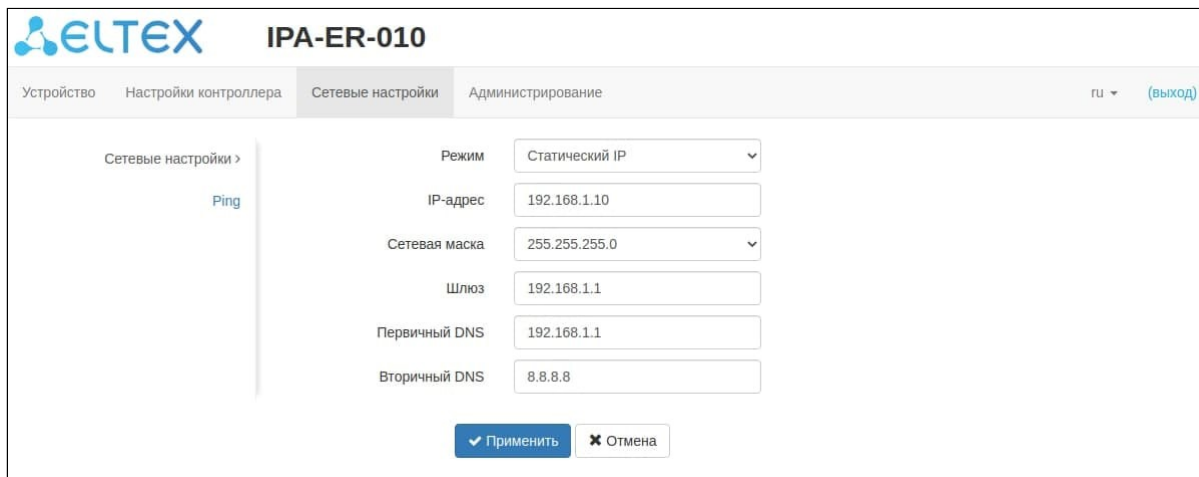 ELTEX IPA-ER-010
Устройство Настройки контроллера Сетевые настройки Администрирование ru (выход)
Сетевые настройки >
Ping
Режим Статический IP
IP-адрес 192.168.1.10
Сетевая маска 255.255.255.0
Шлюз 192.168.1.1
Первичный DNS 192.168.1.1
Вторичный DNS 8.8.8.8
Применить Отмена